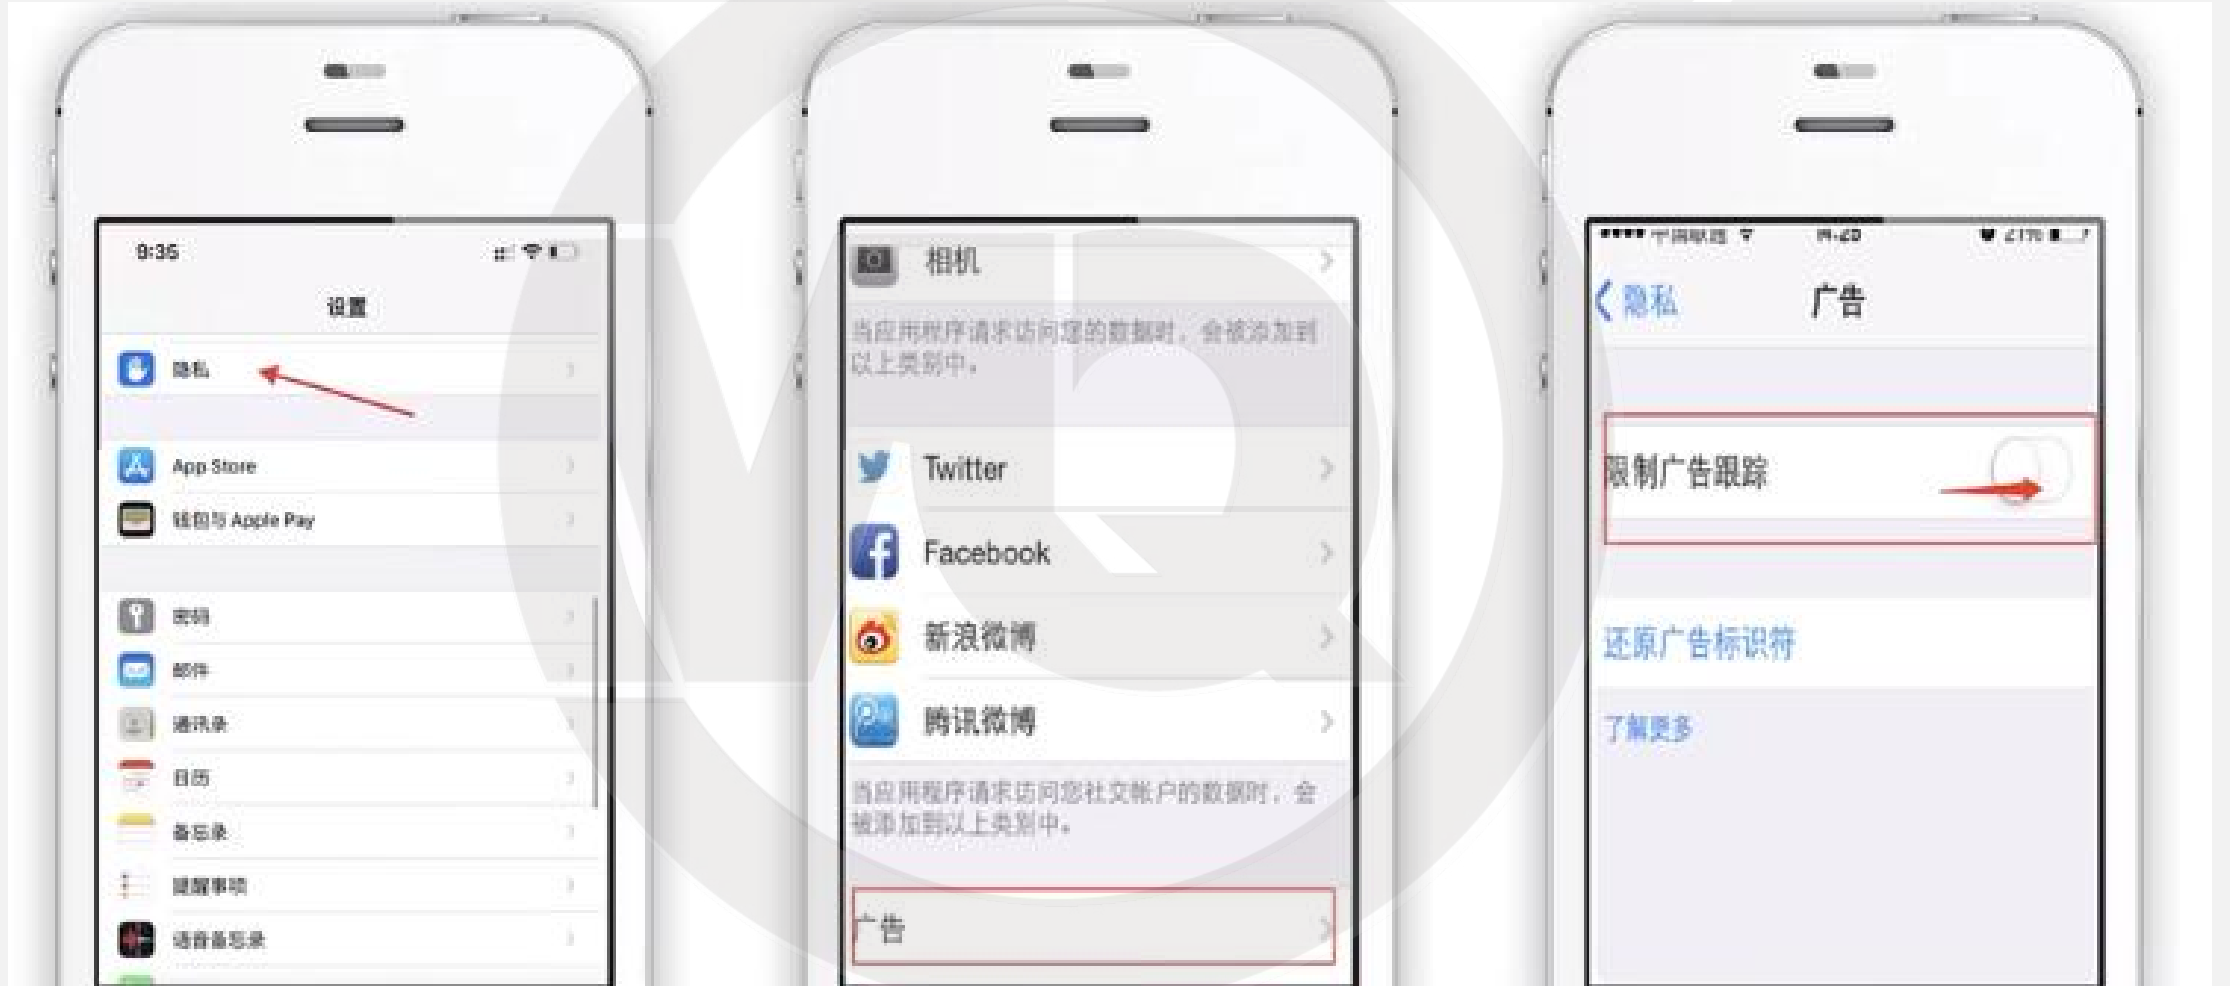 9:35
设置
隐私
App Store
钱包与 Apple Pay
密码
邮件
通讯录
日历
备忘录
提醒事项
语音备忘录
相机
当应用程序请求访问您的数据时，会被添加到
以上类别中。
Twitter
Facebook
新浪微博
腾讯微博
当应用程序请求访问您社交帐户的数据时，会
被添加到以上类别中。
广告
隐私
广告
限制广告跟踪
还原广告标识符
了解更多